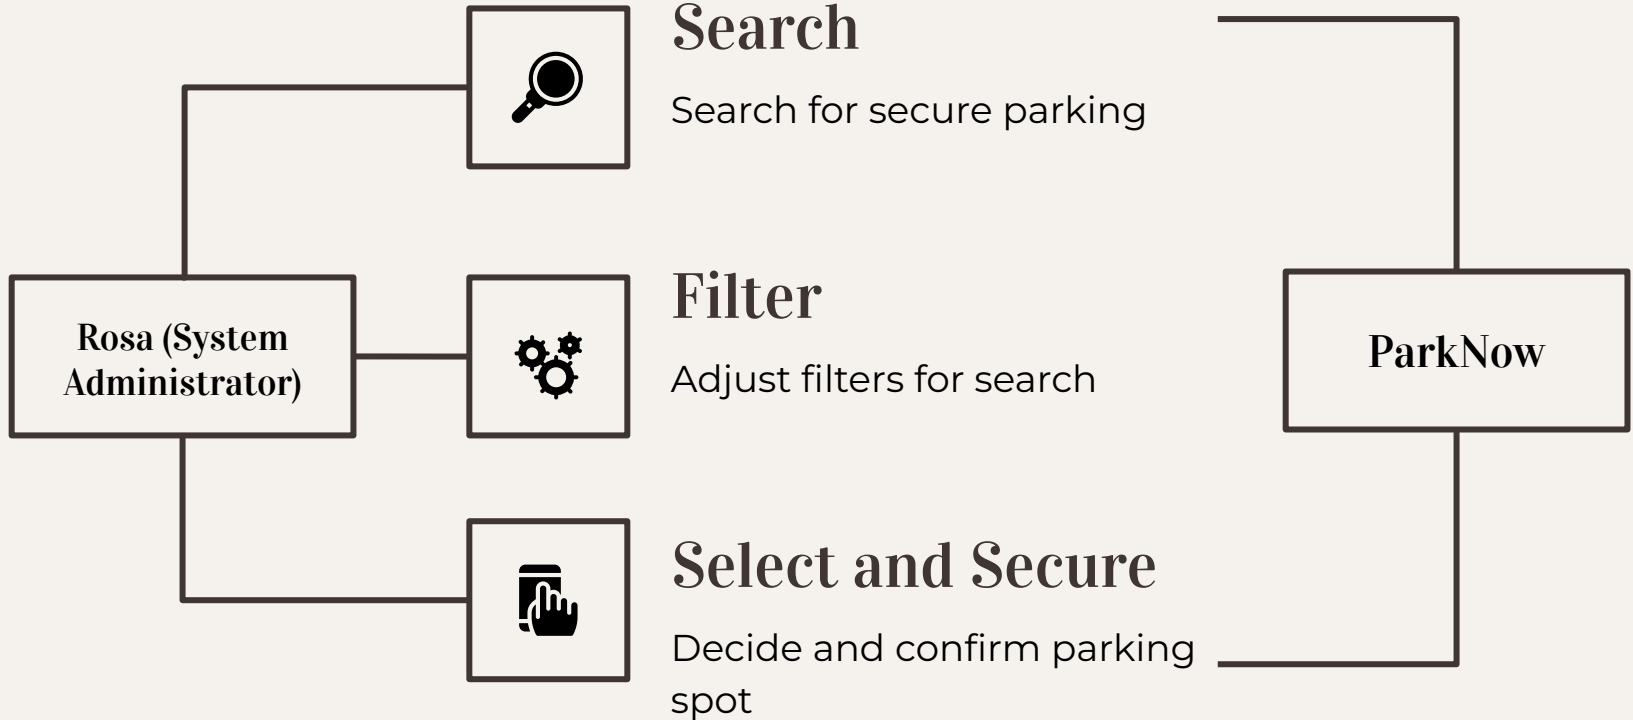 Search
Search for secure parking
Filter
Adjust filters for search
Rosa (System
Administrator)
ParkNow
Select and Secure
Decide and confirm parking
spot